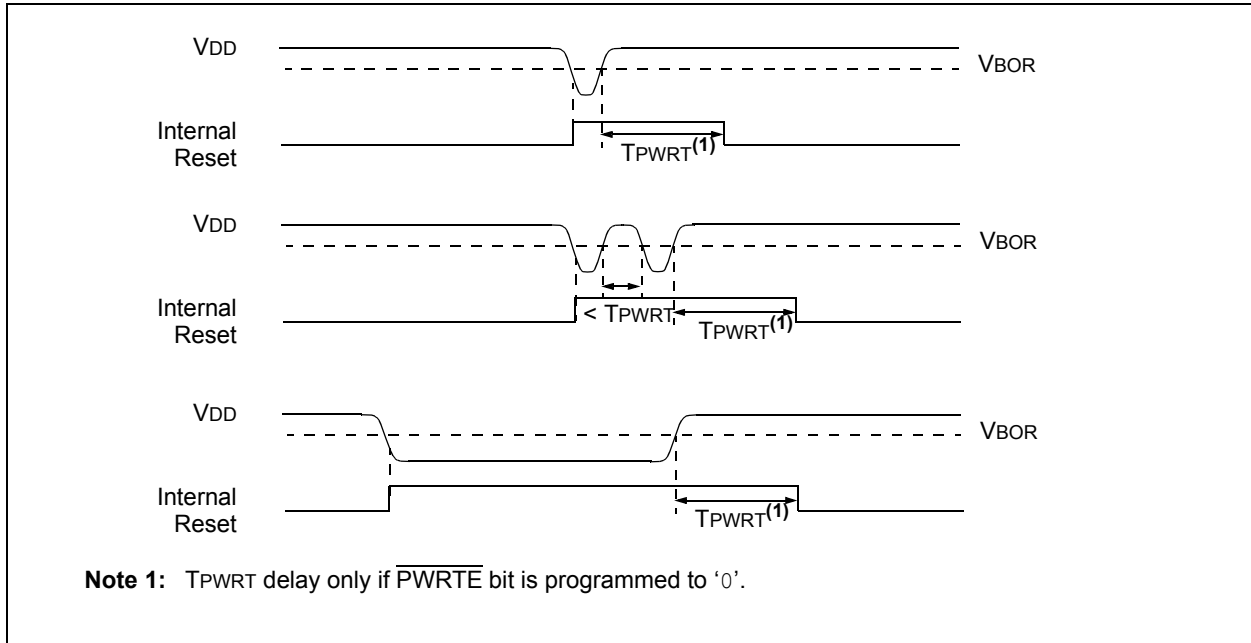 VDD
VBOR
Internal
Reset
TPWRT(1)
VDD
VBOR
Internal
Reset
< TPWRT
TPWRT(1)
VDD
VBOR
Internal
Reset
TPWRT(1)
Note 1: TPWRT delay only if PWRTE bit is programmed to ‘0’.